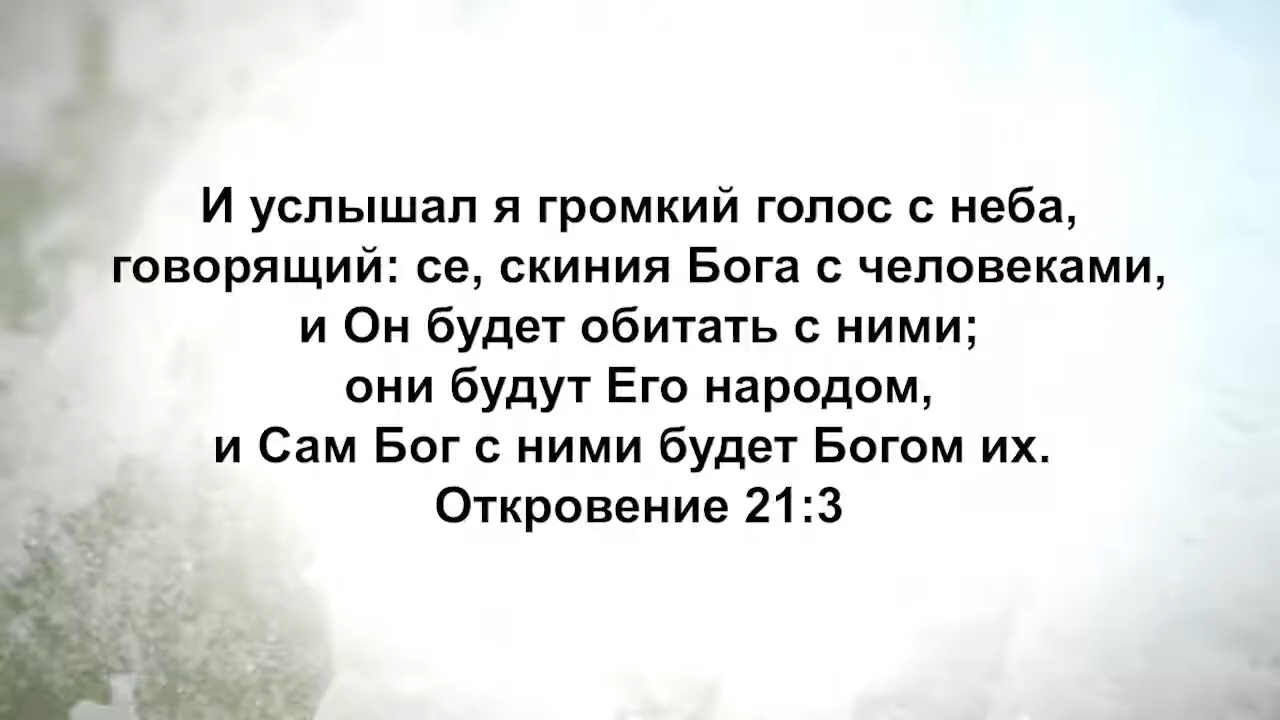 И услышал я громкий голос с неба,
говорящий: се, скиния Бога с человеками,
и Он будет обитать с ними;
они будут Его народом,
и Сам Бог с ними будет Богом их.
Откровение 21:3